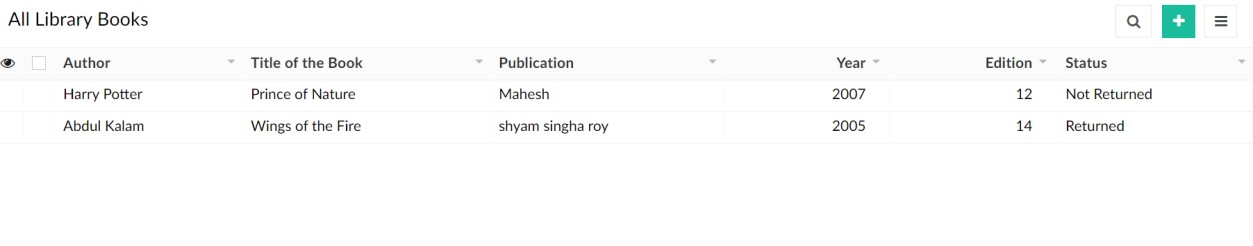 All Library Books
Author Title of the Book Publication Year Edition Status
Harry Potter Prince of Nature Mahesh 2007 12 Not Returned
Abdul Kalam Wings of the Fire shyam singha roy 2005 14 Returned